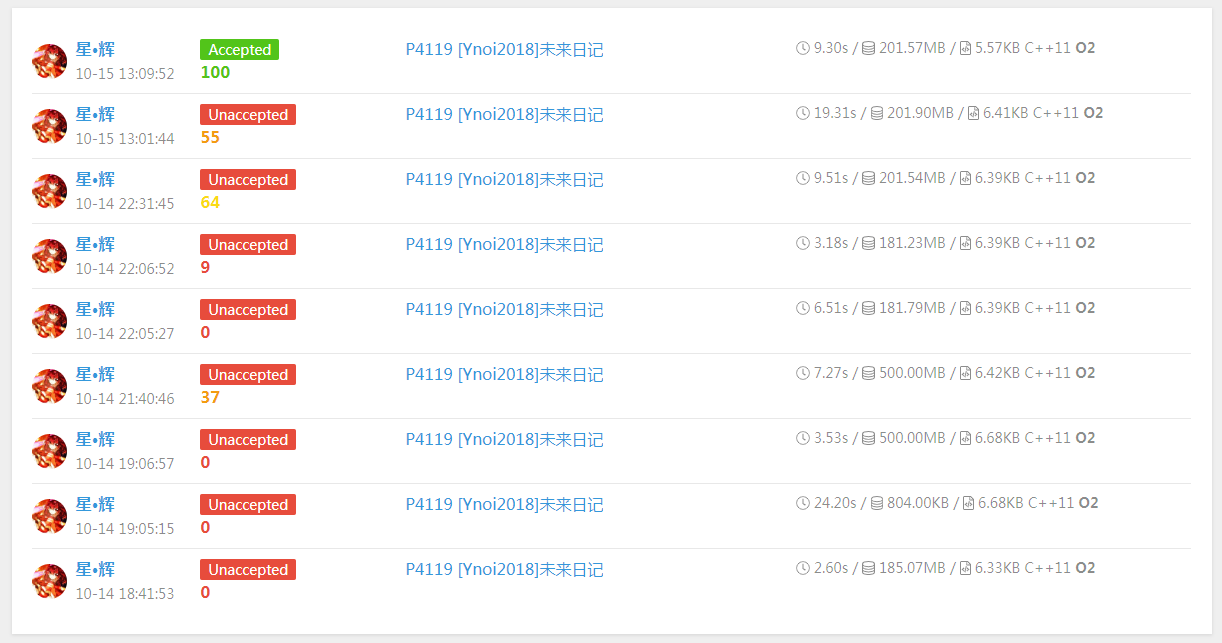 星•辉 Accepted P4119 [Ynoi2018]未来日记 9.30s / 201.57MB / 5.57KB C++11 O2
10-15 13:09:52 100
星•辉 Unaccepted P4119 [Ynoi2018]未来日记 19.31s / 201.90MB / 6.41KB C++11 O2
10-15 13:01:44 55
星•辉 Unaccepted P4119 [Ynoi2018]未来日记 9.51s / 201.54MB / 6.39KB C++11 O2
10-14 22:31:45 64
星•辉 Unaccepted P4119 [Ynoi2018]未来日记 3.18s / 181.23MB / 6.39KB C++11 O2
10-14 22:06:52 9
星•辉 Unaccepted P4119 [Ynoi2018]未来日记 6.51s / 181.79MB / 6.39KB C++11 O2
10-14 22:05:27 0
星•辉 Unaccepted P4119 [Ynoi2018]未来日记 7.27s / 500.00MB / 6.42KB C++11 O2
10-14 21:40:46 37
星•辉 Unaccepted P4119 [Ynoi2018]未来日记 3.53s / 500.00MB / 6.68KB C++11 O2
10-14 19:06:57 0
星•辉 Unaccepted P4119 [Ynoi2018]未来日记 24.20s / 804.00KB / 6.68KB C++11 O2
10-14 19:05:15 0
星•辉 Unaccepted P4119 [Ynoi2018]未来日记 2.60s / 185.07MB / 6.33KB C++11 O2
10-14 18:41:53 0